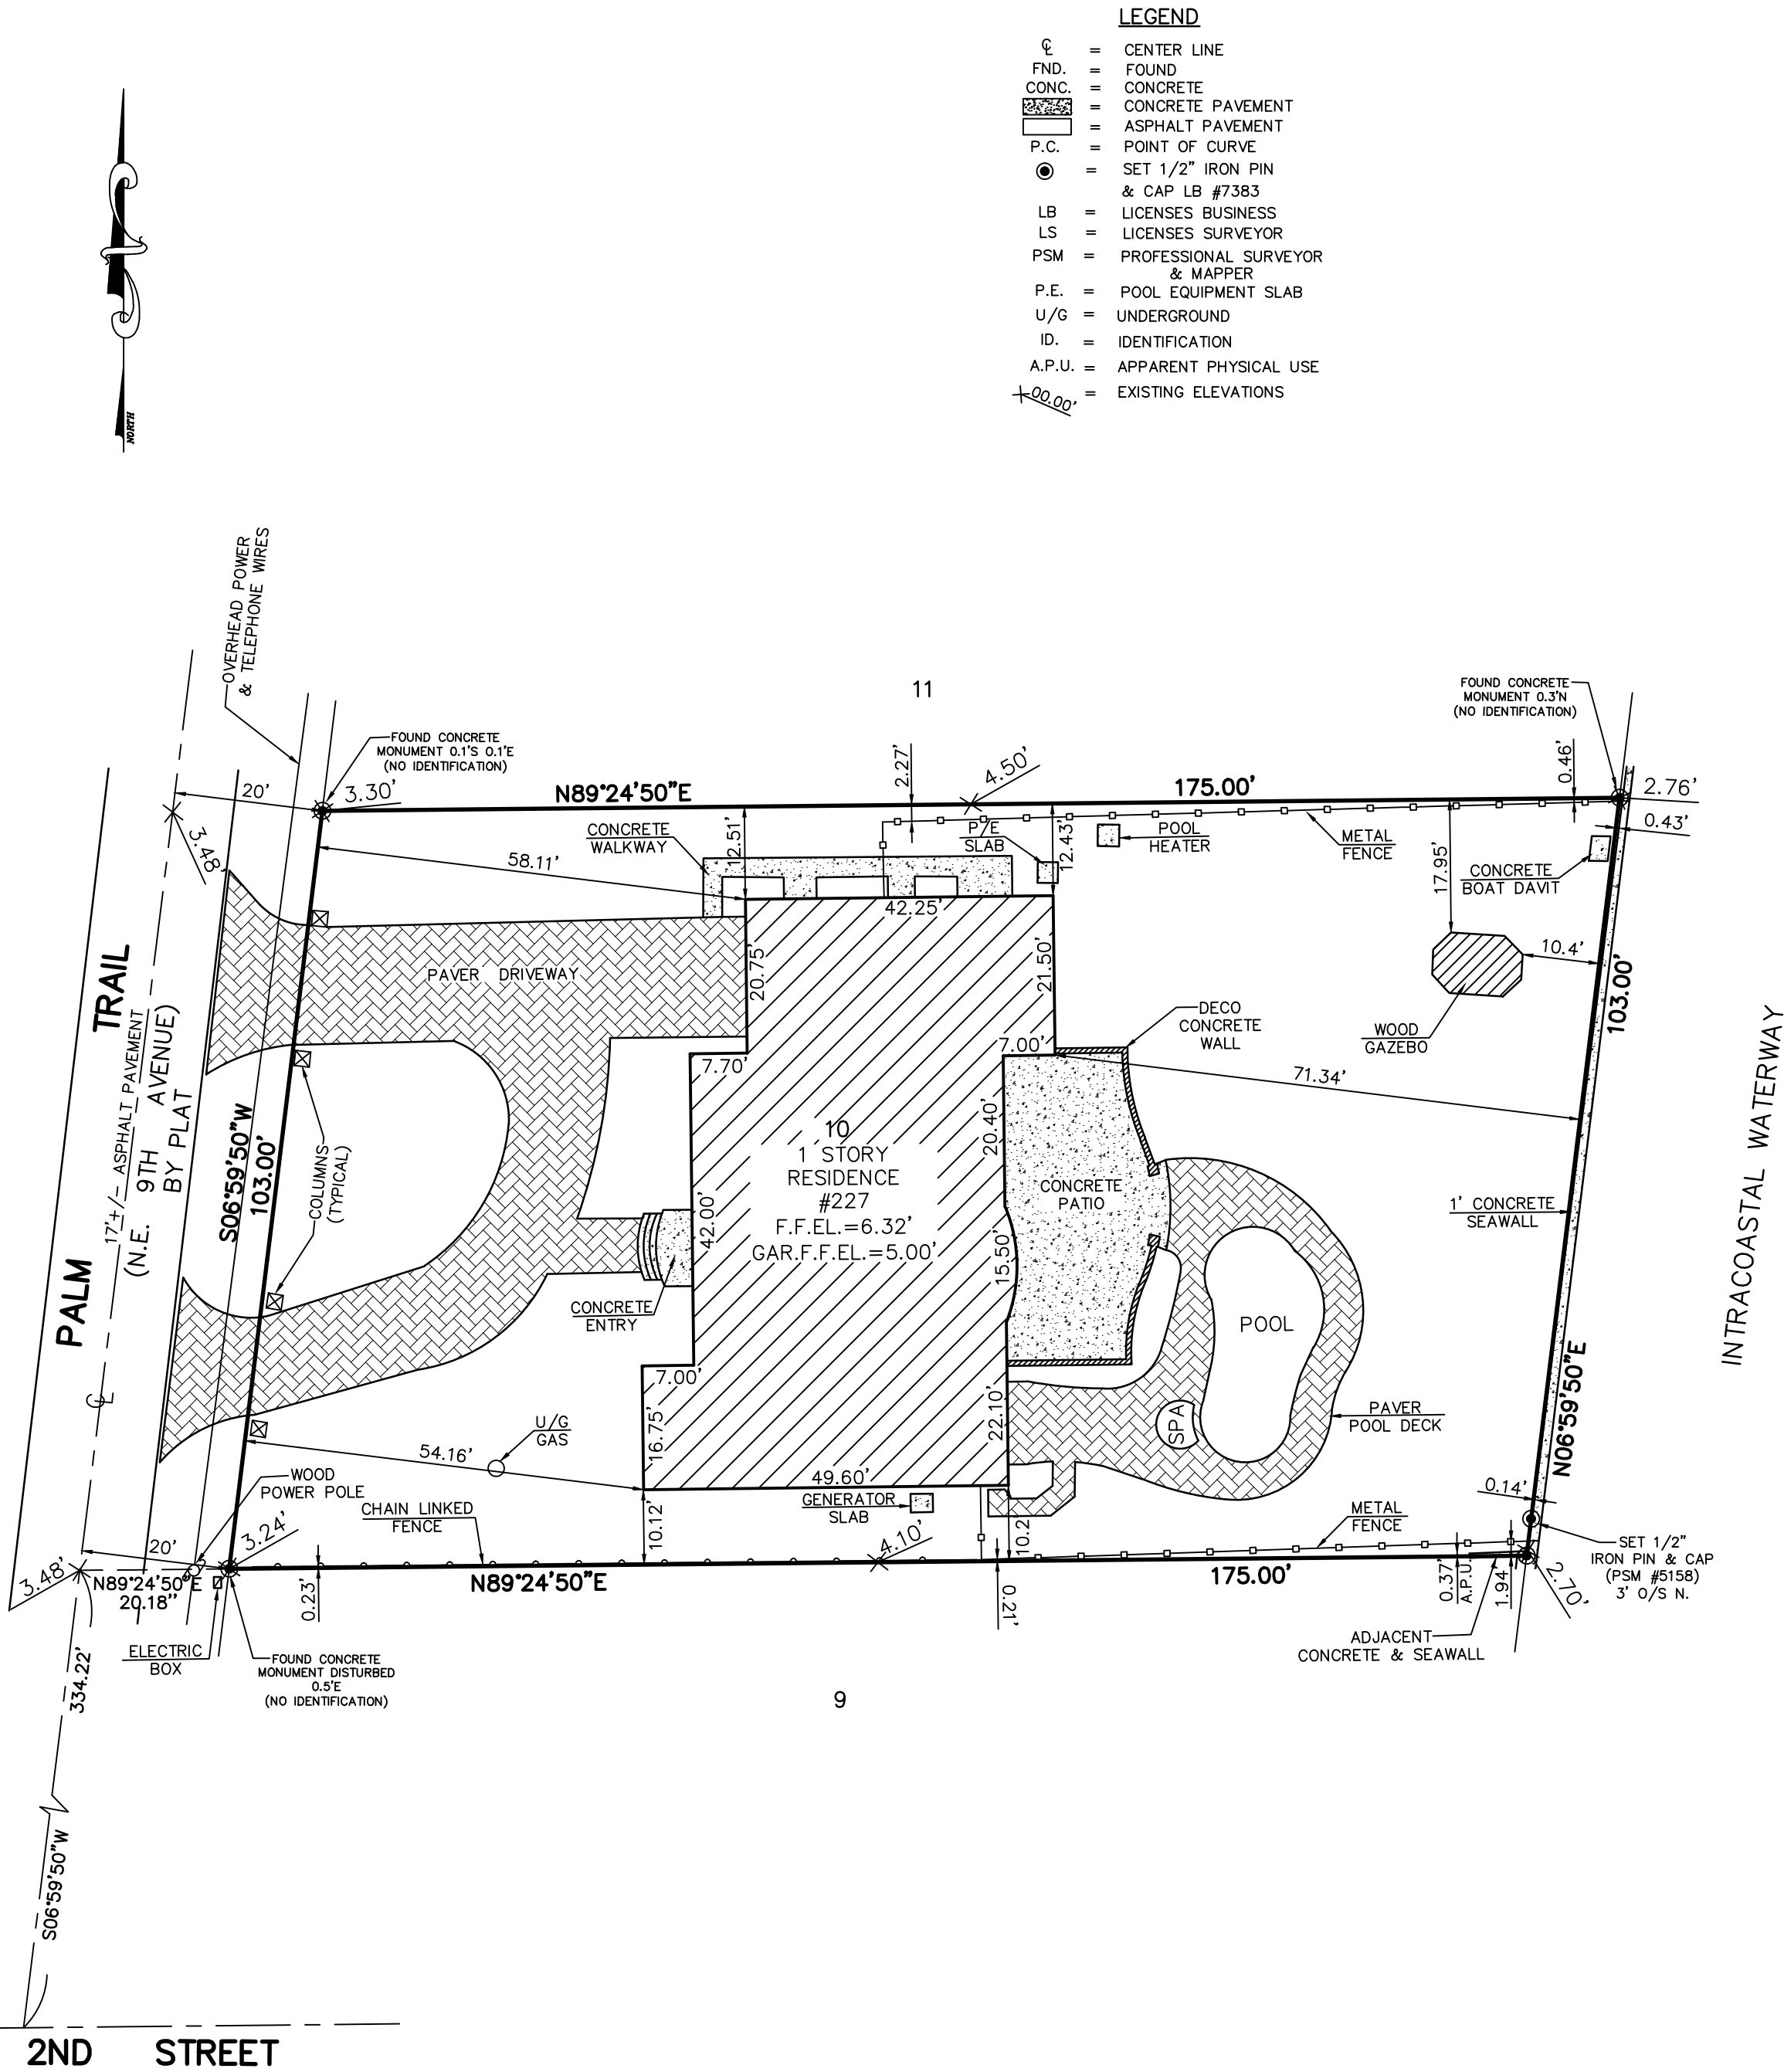 LEGEND
℄ = CENTER LINE
FND. = FOUND
CONC. = CONCRETE
= CONCRETE PAVEMENT
= ASPHALT PAVEMENT
P.C. = POINT OF CURVE
= SET 1/2" IRON PIN
& CAP LB #7383
LB = LICENSES BUSINESS
LS = LICENSES SURVEYOR
PSM = PROFESSIONAL SURVEYOR
& MAPPER
P.E. = POOL EQUIPMENT SLAB
U/G = UNDERGROUND
ID. = IDENTIFICATION
A.P.U. = APPARENT PHYSICAL USE
00.00' = EXISTING ELEVATIONS
NORTH
OVERHEAD POWER
& TELEPHONE WIRES
11
FOUND CONCRETE
MONUMENT 0.3'N
(NO IDENTIFICATION)
FOUND CONCRETE
MONUMENT 0.1'S 0.1'E
(NO IDENTIFICATION)
20'
3.30'
3.48'
N89°24'50"E
2.27'
4.50'
175.00'
0.46'
2.76'
0.43'
CONCRETE
WALKWAY
12.51'
P/E
SLAB
12.43'
POOL
HEATER
METAL
FENCE
17.95'
CONCRETE
BOAT DAVIT
58.11'
42.25'
10.4'
PAVER DRIVEWAY
20.75'
21.50'
DECO
CONCRETE
WALL
WOOD
GAZEBO
103.00'
7.70'
7.00'
71.34'
PALM TRAIL
17'+/- ASPHALT PAVEMENT
(N.E. 9TH AVENUE)
BY PLAT
S06°59'50"W
103.00'
COLUMNS
(TYPICAL)
10
1 STORY
RESIDENCE
#227
F.F.EL.=6.32'
GAR.F.F.EL.=5.00'
20.40'
42.00'
15.50'
CONCRETE
PATIO
1' CONCRETE
SEAWALL
INTRACOASTAL WATERWAY
CONCRETE
ENTRY
POOL
7.00'
N06°59'50"E
℄
16.75'
22.10'
SPA
PAVER
POOL DECK
U/G
GAS
54.16'
49.60'
WOOD
POWER POLE
CHAIN LINKED
FENCE
GENERATOR
SLAB
METAL
FENCE
0.14'
10.12'
10.2'
3.24'
4.10'
20'
3.48'
N89°24'50"E
20.18"
0.23'
N89°24'50"E
0.21'
175.00'
0.37'
A.P.U.
1.94'
2.70'
SET 1/2"
IRON PIN & CAP
(PSM #5158)
3' O/S N.
ELECTRIC
BOX
FOUND CONCRETE
MONUMENT DISTURBED
0.5'E
(NO IDENTIFICATION)
ADJACENT
CONCRETE & SEAWALL
9
334.22'
S06°59'50"W
2ND STREET